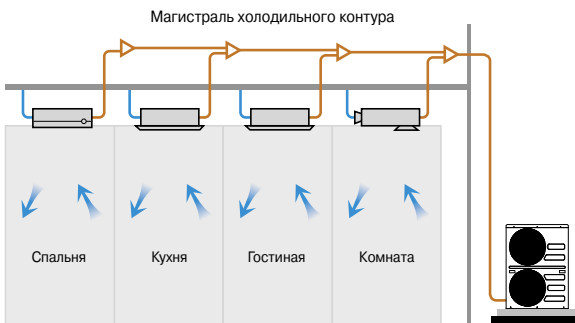 Магистраль холодильного контура
Спальня
Кухня
Гостиная
Комната